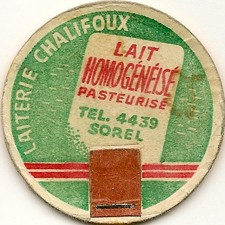 LAITERIE CHALIFOUX
LAIT
HOMOGÉNÉISÉ
PASTEURISÉ
TEL. 4439
SOREL